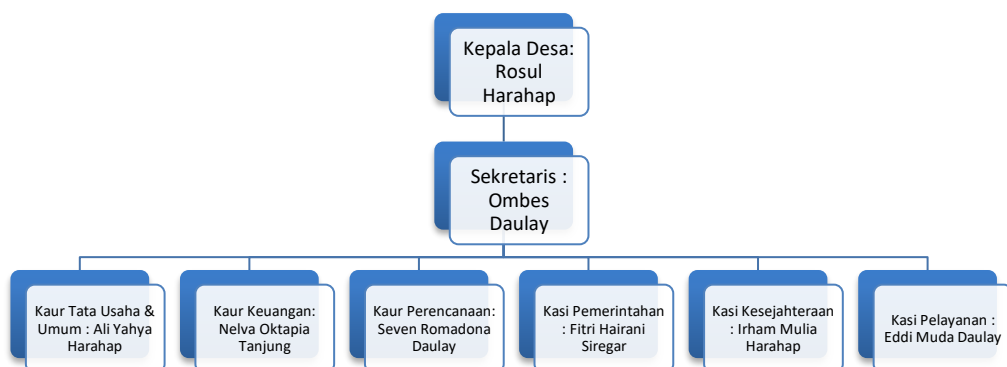 Kepala Desa:
Rosul
Harahap
Sekretaris :
Ombes
Daulay
Kaur Tata Usaha &
Umum : Ali Yahya
Harahap
Kaur Keuangan:
Nelva Oktapia
Tanjung
Kaur Perencanaan:
Seven Romadona
Daulay
Kasi Pemerintahan
: Fitri Hairani
Siregar
Kasi Kesejahteraan
: Irham Mulia
Harahap
Kasi Pelayanan :
Eddi Muda Daulay